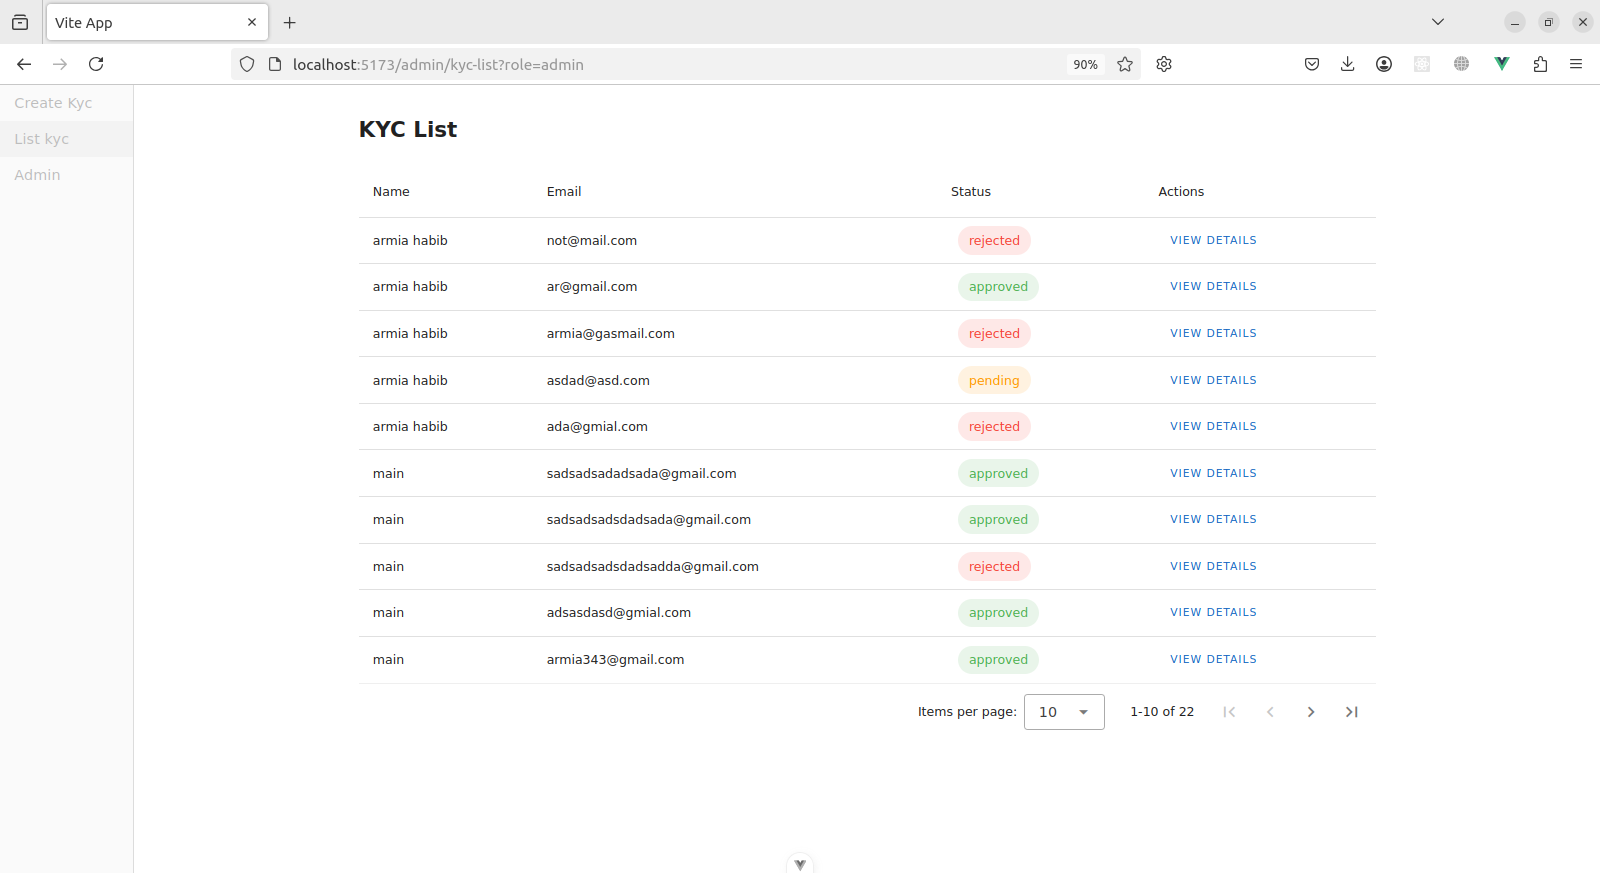 Vite App
localhost:5173/admin/kyc-list?role=admin
90%
Create Kyc
List kyc
Admin
KYC List
Name Email Status Actions
armia habib not@mail.com rejected VIEW DETAILS
armia habib ar@gmail.com approved VIEW DETAILS
armia habib armia@gasmail.com rejected VIEW DETAILS
armia habib asdad@asd.com pending VIEW DETAILS
armia habib ada@gmial.com rejected VIEW DETAILS
main sadsadsadadsada@gmail.com approved VIEW DETAILS
main sadsadsadsdadsada@gmail.com approved VIEW DETAILS
main sadsadsadsdadsadda@gmail.com rejected VIEW DETAILS
main adsasdasd@gmial.com approved VIEW DETAILS
main armia343@gmail.com approved VIEW DETAILS
Items per page: 10 1-10 of 22